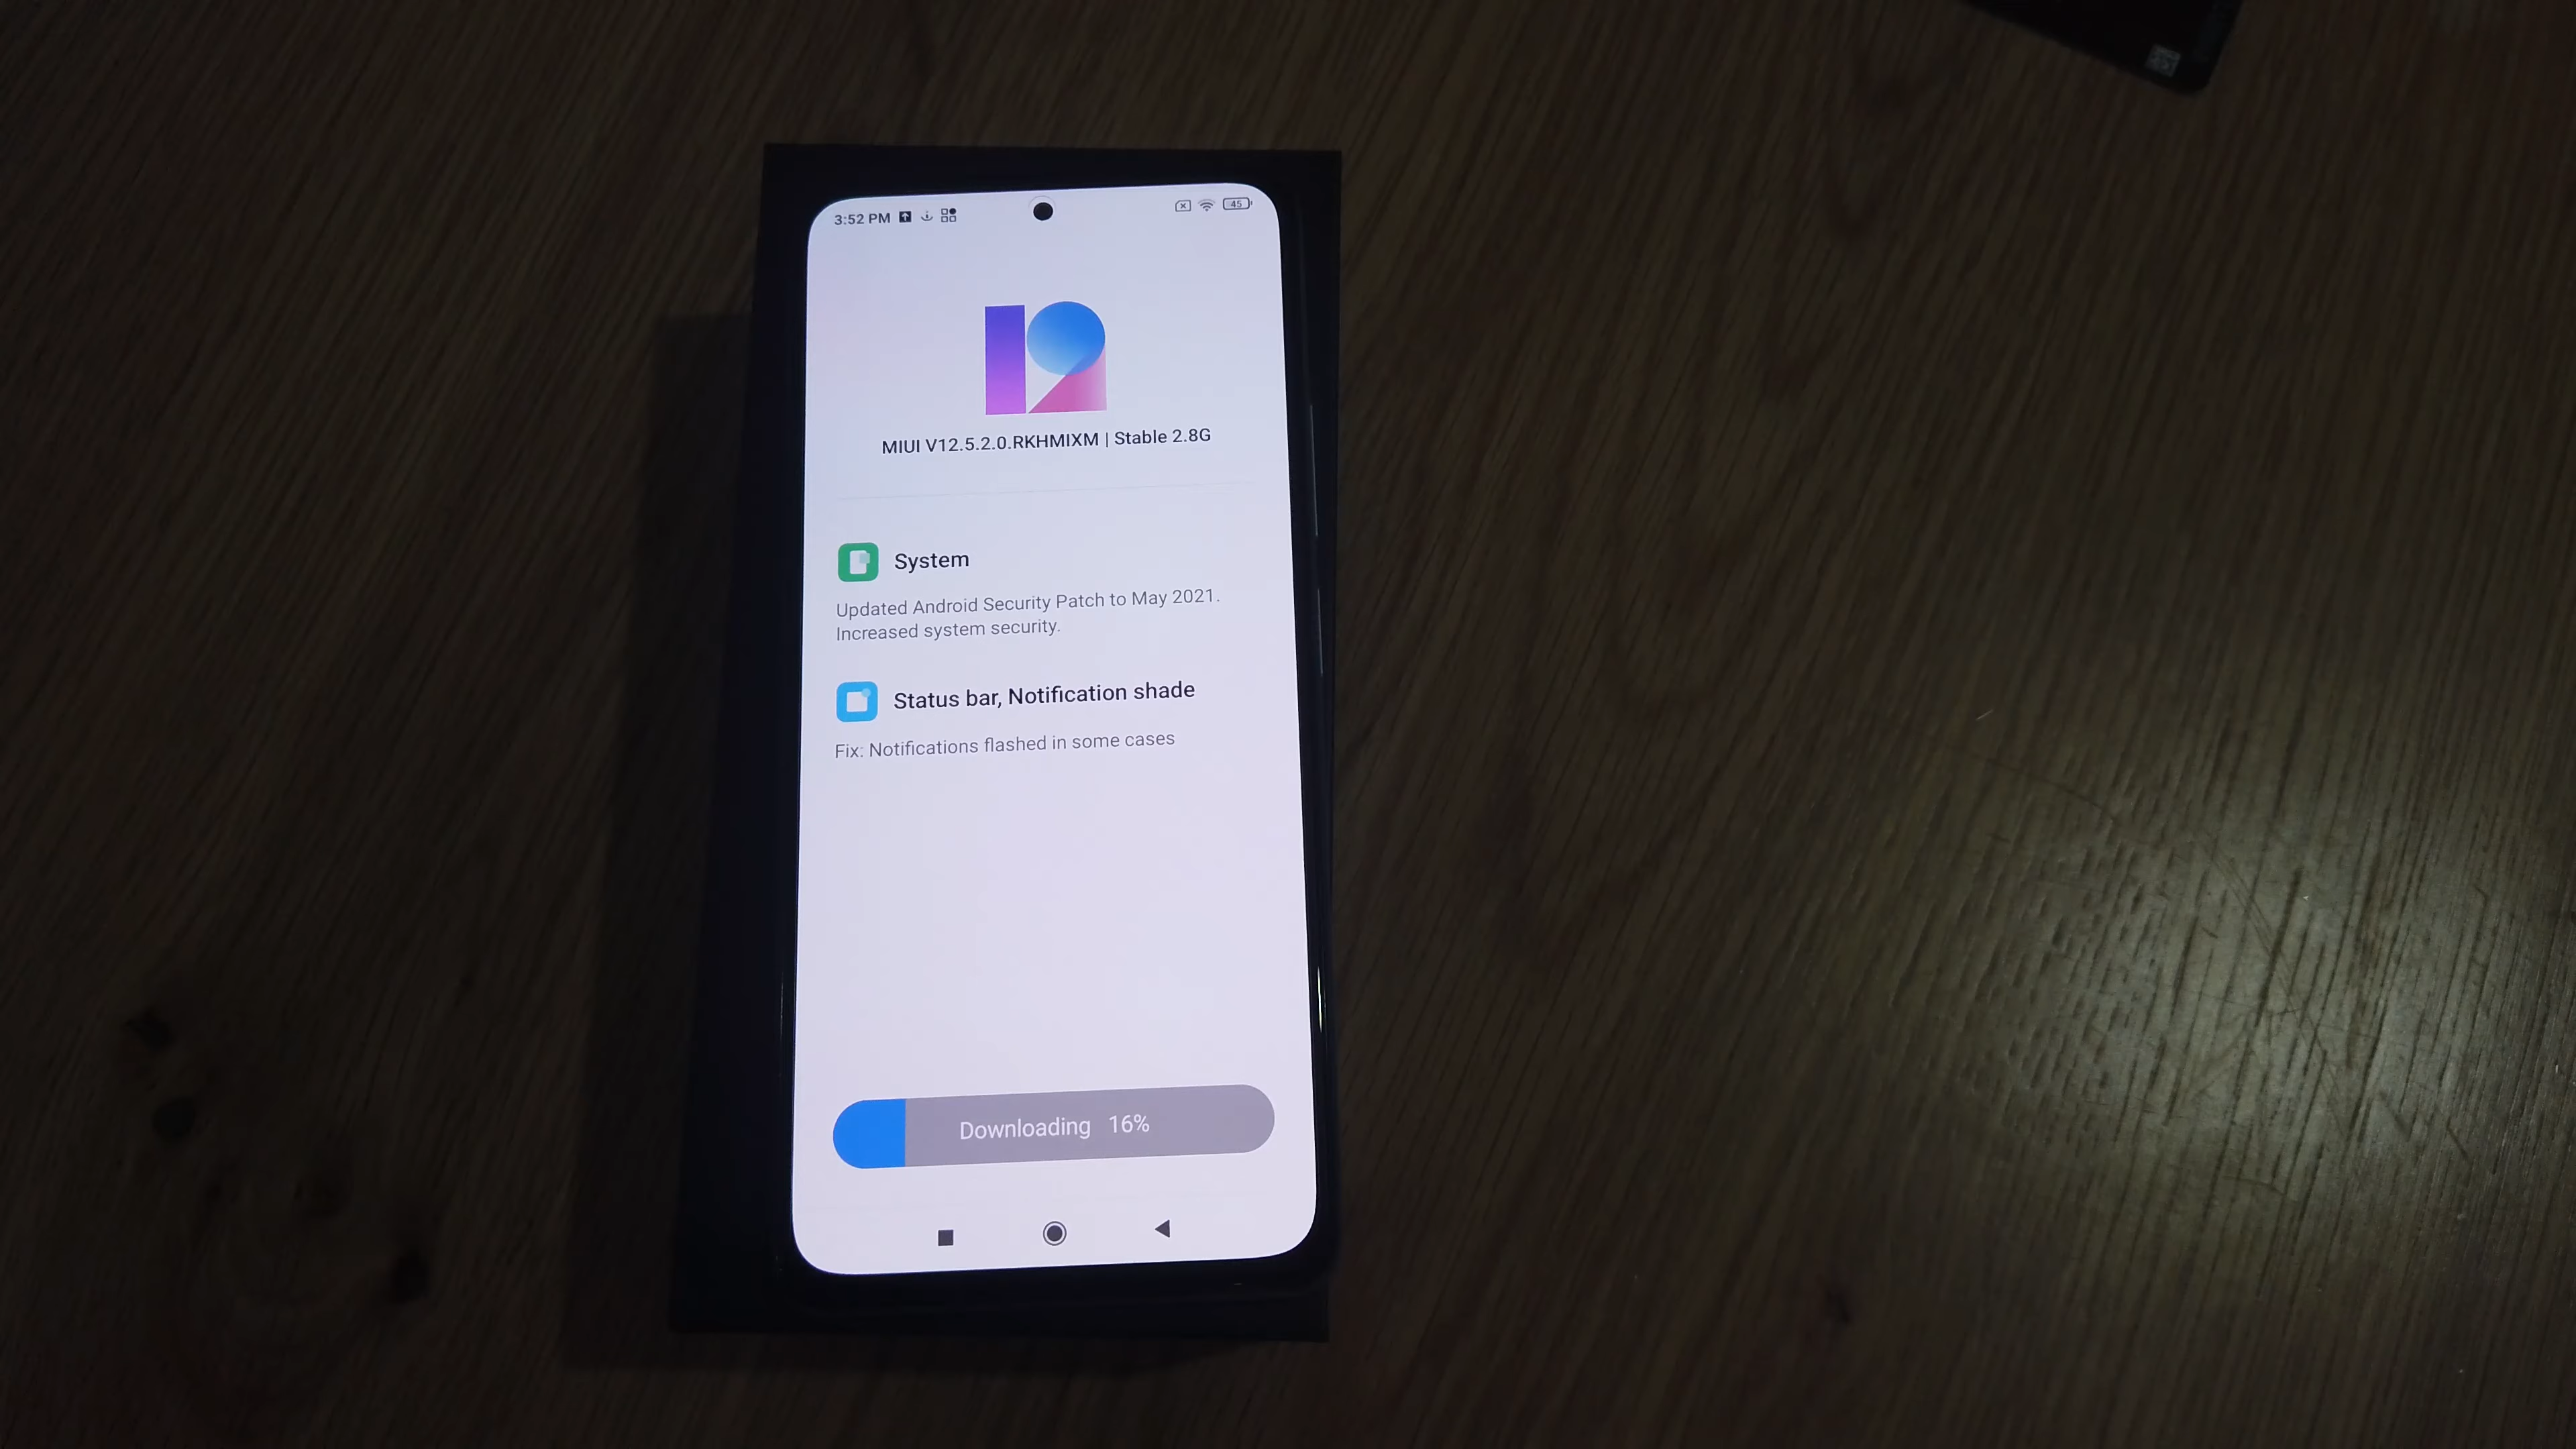 3:52 PM
45
MIUI V12.5.2.0.RKHMIXM | Stable 2.8G
System
Updated Android Security Patch to May 2021.
Increased system security.
Status bar, Notification shade
Fix: Notifications flashed in some cases
Downloading 16%